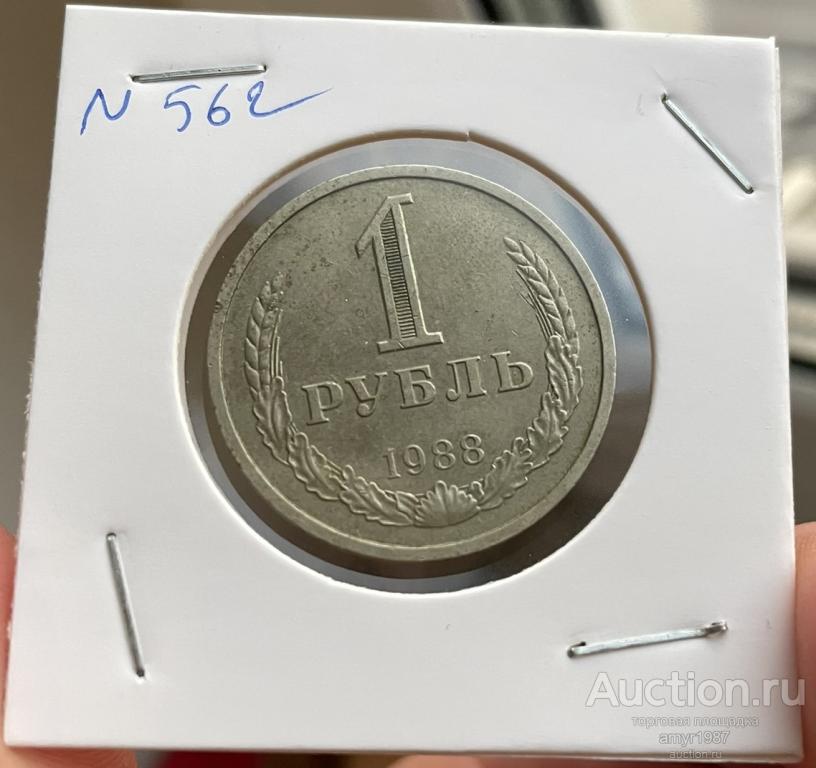 N 562
1
РУБЛЬ
1988
Auction.ru
торговая площадка
amyr1987
auction.ru